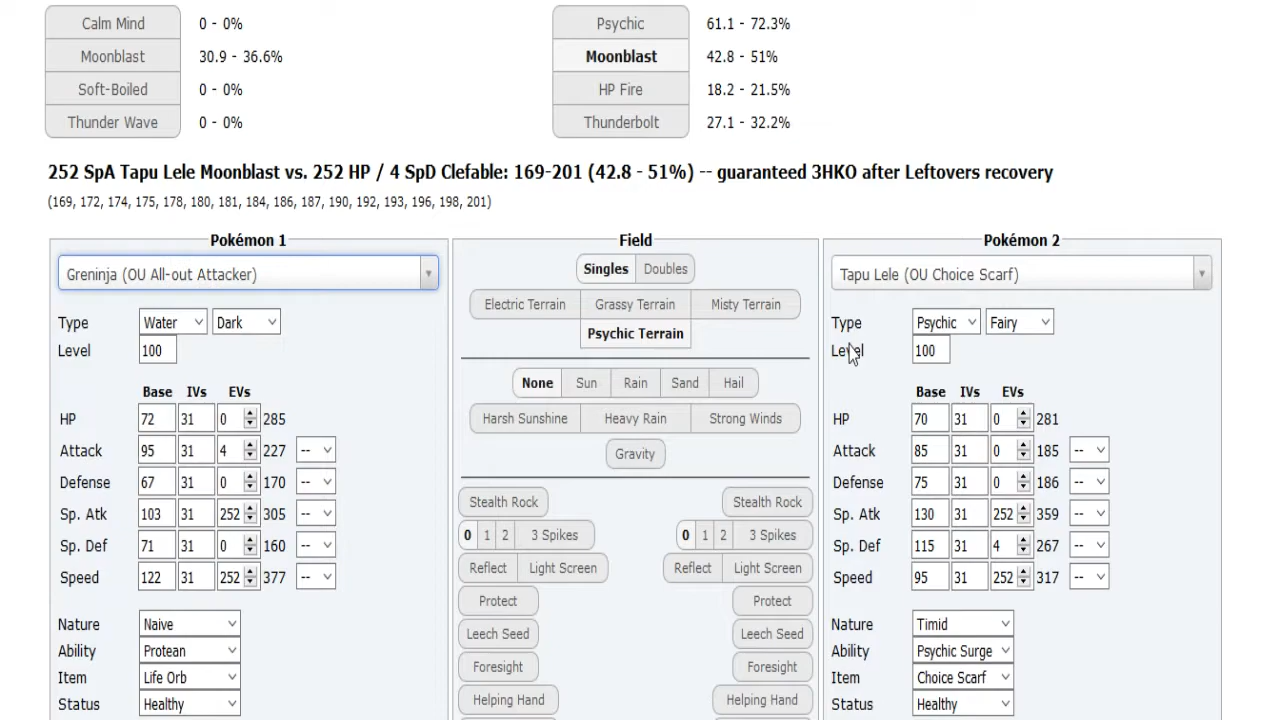 Calm Mind 0 - 0% Psychic 61.1 - 72.3%
Moonblast 30.9 - 36.6% Moonblast 42.8 - 51%
Soft-Boiled 0 - 0% HP Fire 18.2 - 21.5%
Thunder Wave 0 - 0% Thunderbolt 27.1 - 32.2%
252 SpA Tapu Lele Moonblast vs. 252 HP / 4 SpD Clefable: 169-201 (42.8 - 51%) -- guaranteed 3HKO after Leftovers recovery
(169, 172, 174, 175, 178, 180, 181, 184, 186, 187, 190, 192, 193, 196, 198, 201)
Pokémon 1
Greninja (OU All-out Attacker)
Type Water Dark
Level 100
Base IVs EVs
HP 72 31 0 285
Attack 95 31 4 227 --
Defense 67 31 0 170 --
Sp. Atk 103 31 252 305 --
Sp. Def 71 31 0 160 --
Speed 122 31 252 377 --
Nature Naive
Ability Protean
Item Life Orb
Status Healthy
Field
Singles Doubles
Electric Terrain Grassy Terrain Misty Terrain
Psychic Terrain
None Sun Rain Sand Hail
Harsh Sunshine Heavy Rain Strong Winds
Gravity
Stealth Rock Stealth Rock
0 1 2 3 Spikes 0 1 2 3 Spikes
Reflect Light Screen Reflect Light Screen
Protect Protect
Leech Seed Leech Seed
Foresight Foresight
Helping Hand Helping Hand
Pokémon 2
Tapu Lele (OU Choice Scarf)
Type Psychic Fairy
Level 100
Base IVs EVs
HP 70 31 0 281
Attack 85 31 0 185 --
Defense 75 31 0 186 --
Sp. Atk 130 31 252 359 --
Sp. Def 115 31 4 267 --
Speed 95 31 252 317 --
Nature Timid
Ability Psychic Surge
Item Choice Scarf
Status Healthy